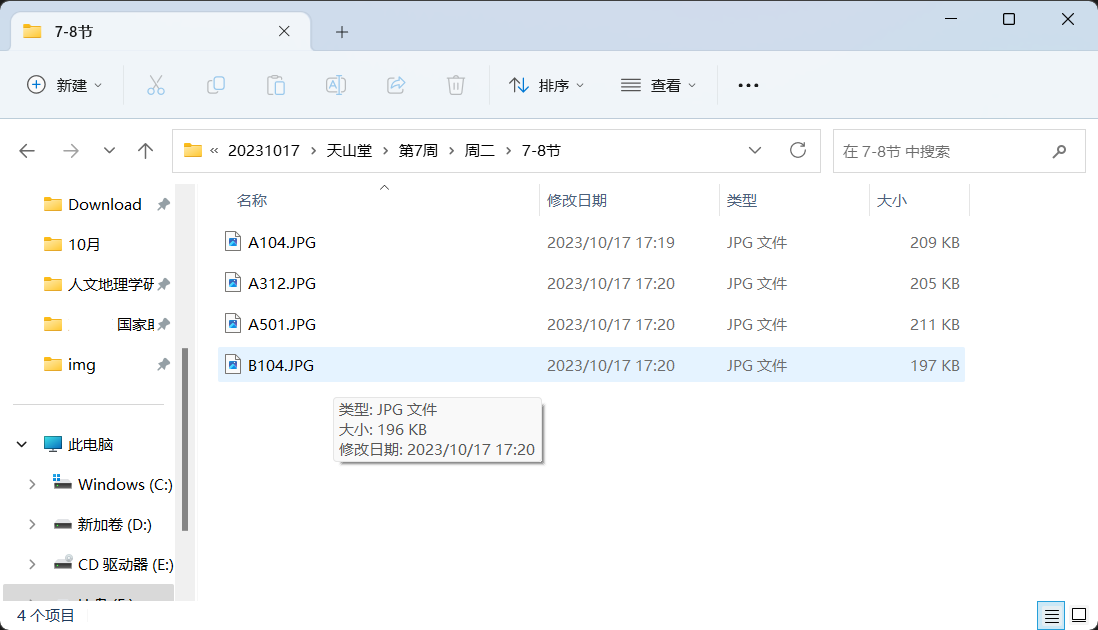 7-8节
新建
排序
查看
« 20231017 › 天山堂 › 第7周 › 周二 › 7-8节
在 7-8节 中搜索
Download
10月
人文地理学研
国家
img
此电脑
Windows (C:)
新加卷 (D:)
CD 驱动器 (E:)
名称 修改日期 类型 大小
A104.JPG 2023/10/17 17:19 JPG 文件 209 KB
A312.JPG 2023/10/17 17:20 JPG 文件 205 KB
A501.JPG 2023/10/17 17:20 JPG 文件 211 KB
B104.JPG 2023/10/17 17:20 JPG 文件 197 KB
类型: JPG 文件
大小: 196 KB
修改日期: 2023/10/17 17:20
4 个项目